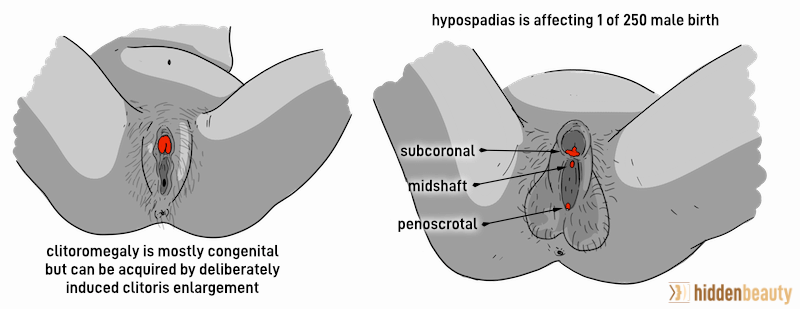 hypospadias is affecting 1 of 250 male birth
subcoronal
midshaft
penoscrotal
clitoromegaly is mostly congenital
but can be acquired by deliberately
induced clitoris enlargement
hiddenbeauty